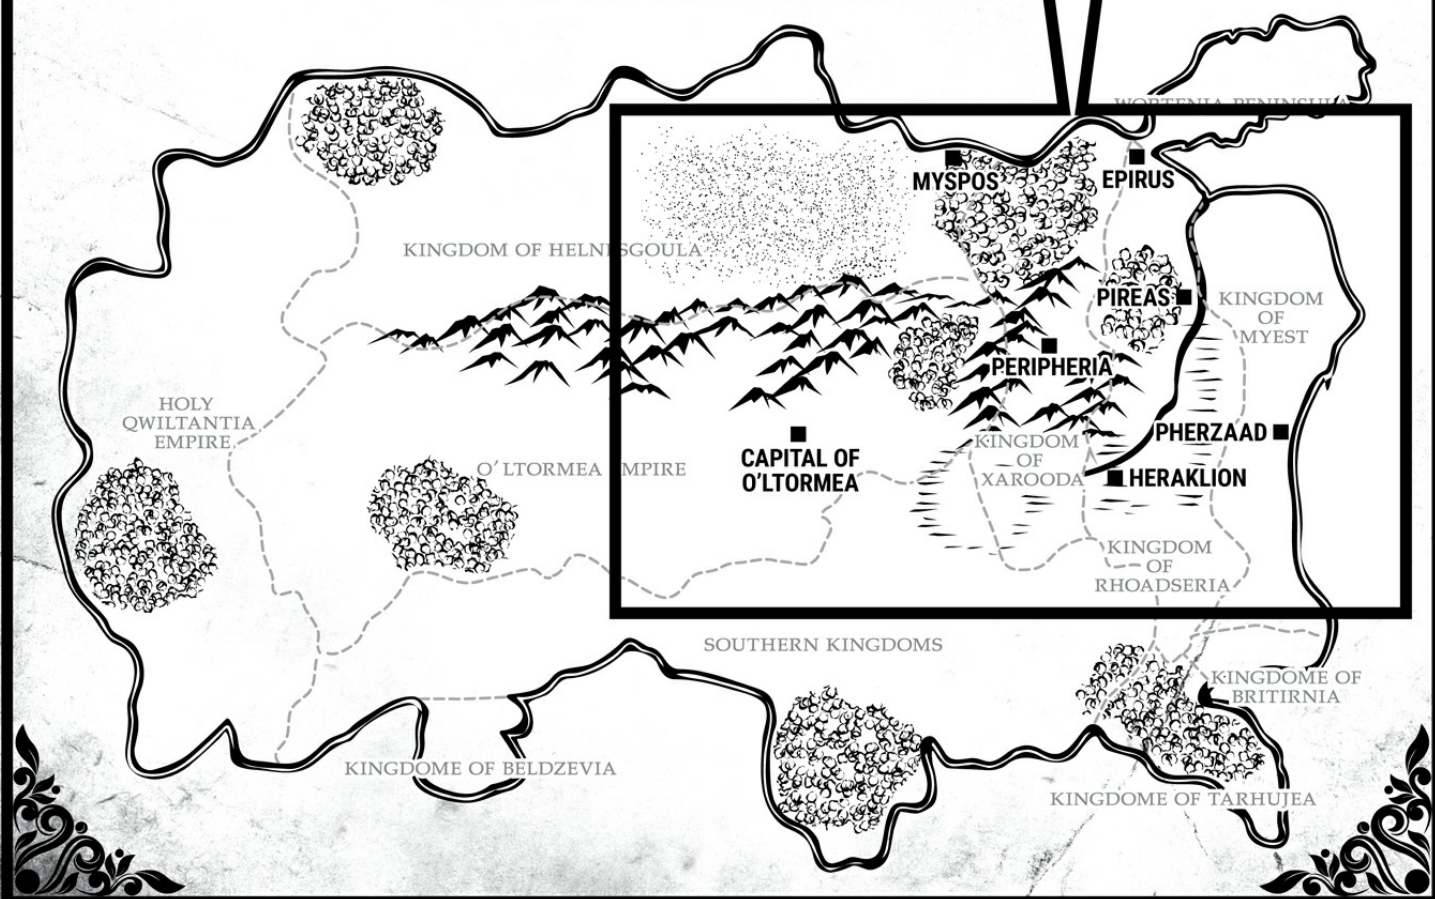 WORTENIA PENINSULA
MYSPOS
EPIRUS
KINGDOM OF HELNESGOULA
PIREAS
KINGDOM
OF
MYEST
PERIPHERIA
HOLY
QWILTANTIA
EMPIRE
PHERZAAD
KINGDOM
OF
XAROODA
CAPITAL OF
O'LTORMEA
O'LTORMEA EMPIRE
HERAKLION
KINGDOM
OF
RHOADSERIA
SOUTHERN KINGDOMS
KINGDOME OF
BRITIRNIA
KINGDOME OF BELDZEVIA
KINGDOME OF TARHUJEA